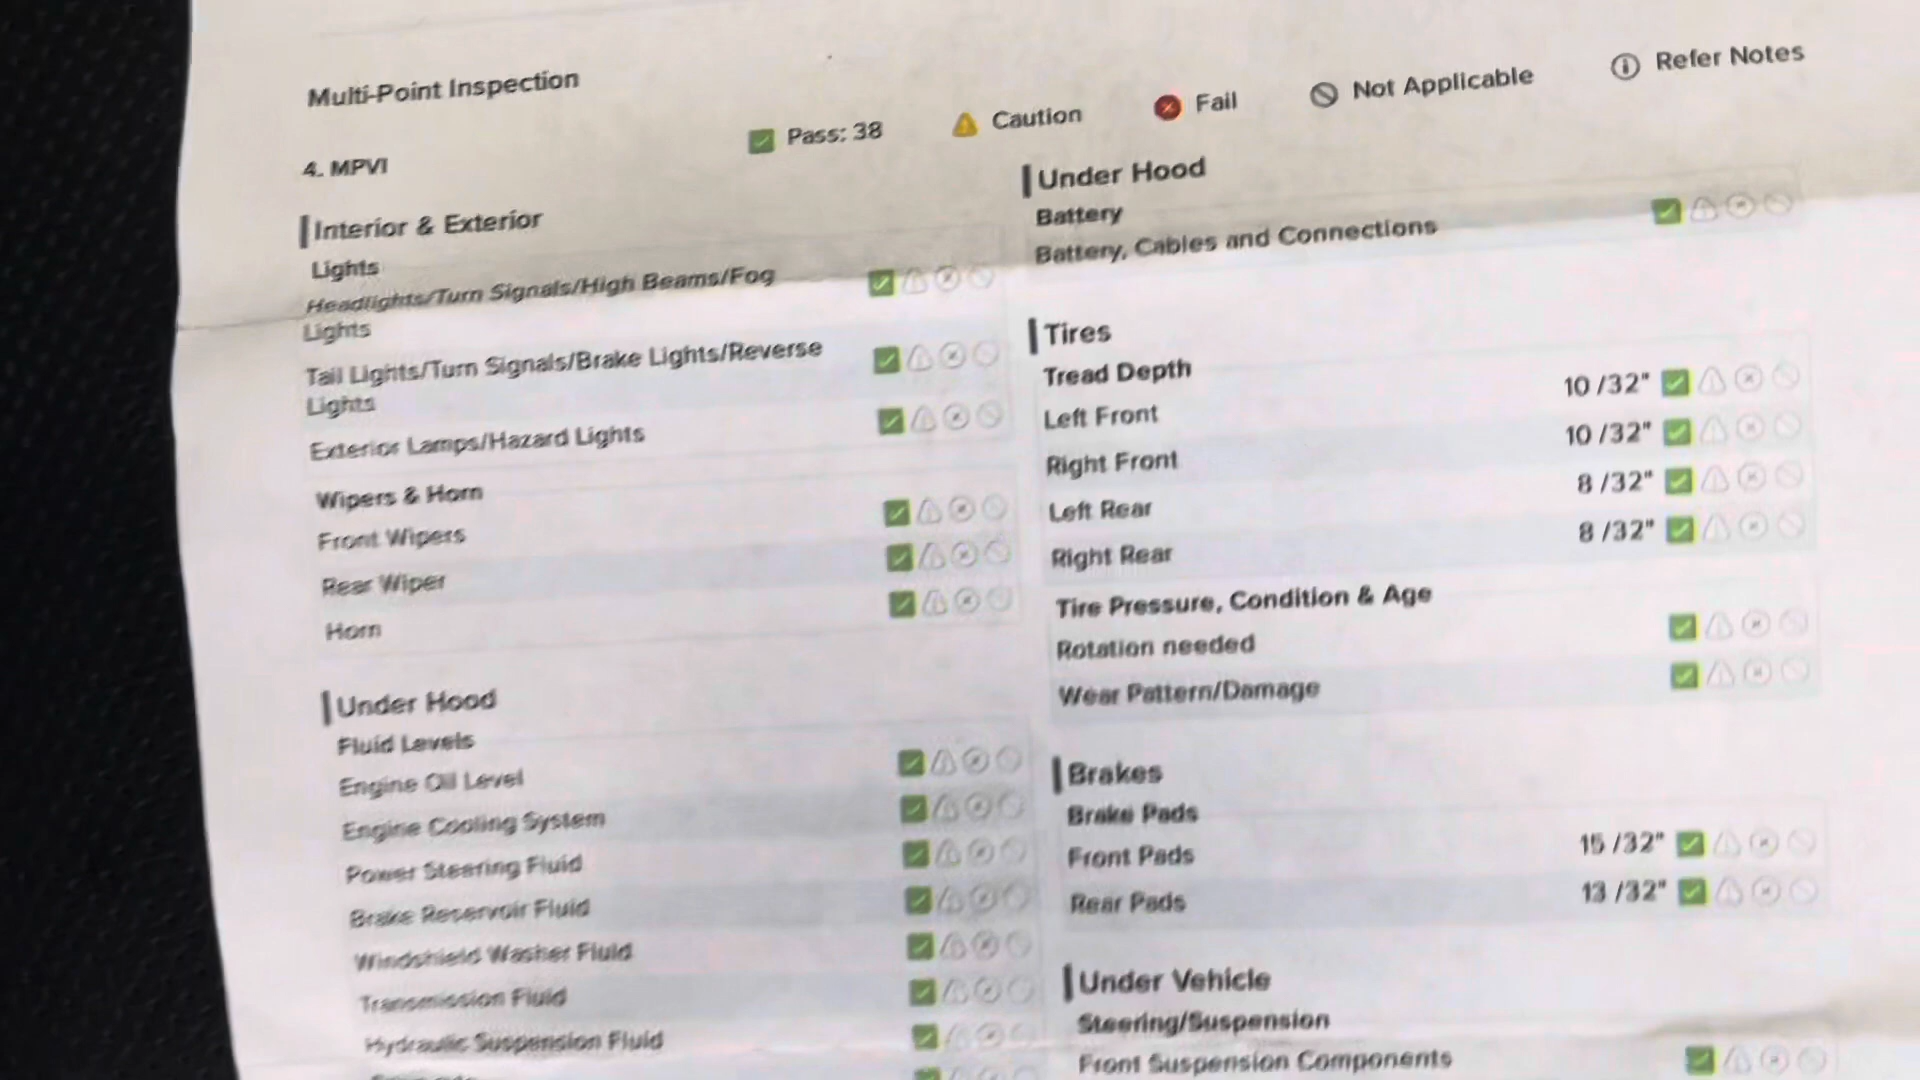 Multi-Point Inspection
Pass: 38
Caution
Fail
Not Applicable
Refer Notes
4. MPVI
Interior & Exterior
Lights
Headlights/Turn Signals/High Beams/Fog
Lights
Tail Lights/Turn Signals/Brake Lights/Reverse
Lights
Exterior Lamps/Hazard Lights
Wipers & Horn
Front Wipers
Rear Wiper
Horn
Under Hood
Fluid Levels
Engine Oil Level
Engine Cooling System
Power Steering Fluid
Brake Reservoir Fluid
Windshield Washer Fluid
Transmission Fluid
Hydraulic Suspension Fluid
Under Hood
Battery
Battery, Cables and Connections
Tires
Tread Depth
Left Front 10 /32"
Right Front 10 /32"
Left Rear 8 /32"
Right Rear 8 /32"
Tire Pressure, Condition & Age
Rotation needed
Wear Pattern/Damage
Brakes
Brake Pads
Front Pads 15 /32"
Rear Pads 13 /32"
Under Vehicle
Steering/Suspension
Front Suspension Components